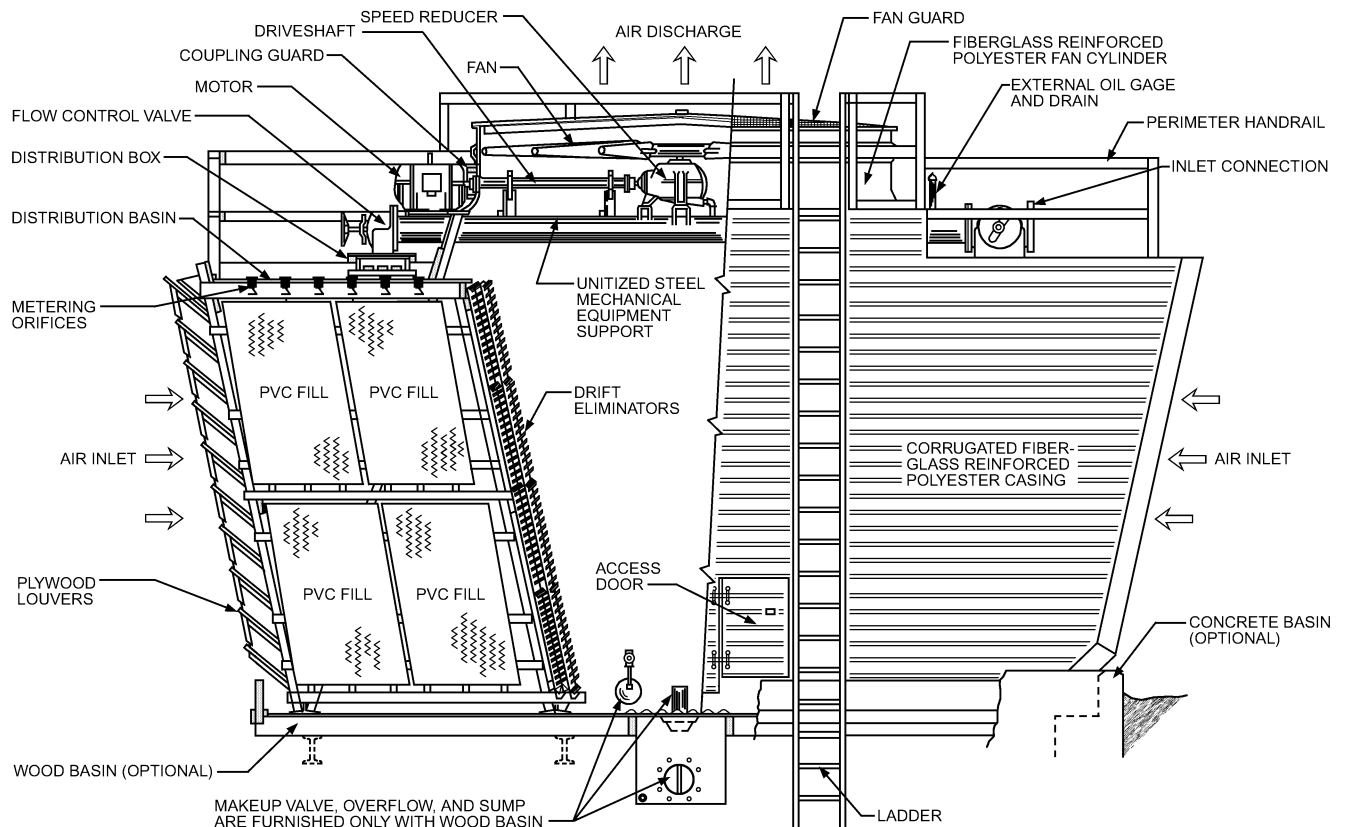 SPEED REDUCER
DRIVESHAFT
COUPLING GUARD
FAN
MOTOR
FLOW CONTROL VALVE
DISTRIBUTION BOX
DISTRIBUTION BASIN
METERING
ORIFICES
AIR DISCHARGE
FAN GUARD
FIBERGLASS REINFORCED
POLYESTER FAN CYLINDER
EXTERNAL OIL GAGE
AND DRAIN
PERIMETER HANDRAIL
INLET CONNECTION
UNITIZED STEEL
MECHANICAL
EQUIPMENT
SUPPORT
PVC FILL
PVC FILL
DRIFT
ELIMINATORS
AIR INLET
CORRUGATED FIBER-
GLASS REINFORCED
POLYESTER CASING
AIR INLET
PLYWOOD
LOUVERS
PVC FILL
PVC FILL
ACCESS
DOOR
CONCRETE BASIN
(OPTIONAL)
WOOD BASIN (OPTIONAL)
MAKEUP VALVE, OVERFLOW, AND SUMP
ARE FURNISHED ONLY WITH WOOD BASIN
LADDER